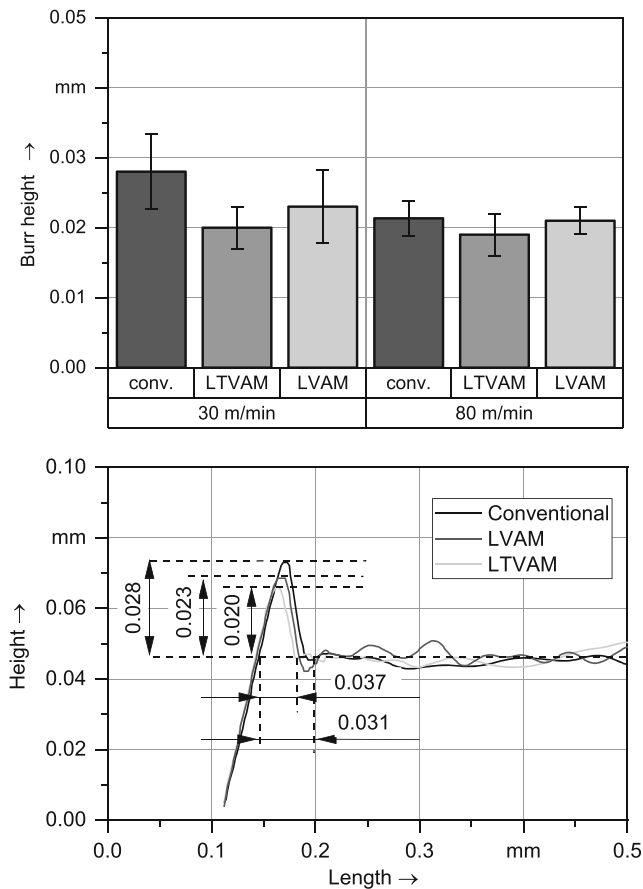 0.05
mm
0.03
0.02
0.01
0.00
Burr height →
conv. LTVAM LVAM conv. LTVAM LVAM
30 m/min 80 m/min
0.10
mm
0.06
0.04
0.02
0.00
Height →
Conventional
LVAM
LTVAM
0.028
0.023
0.020
0.037
0.031
0.0 0.1 0.2 0.3 mm 0.5
Length →